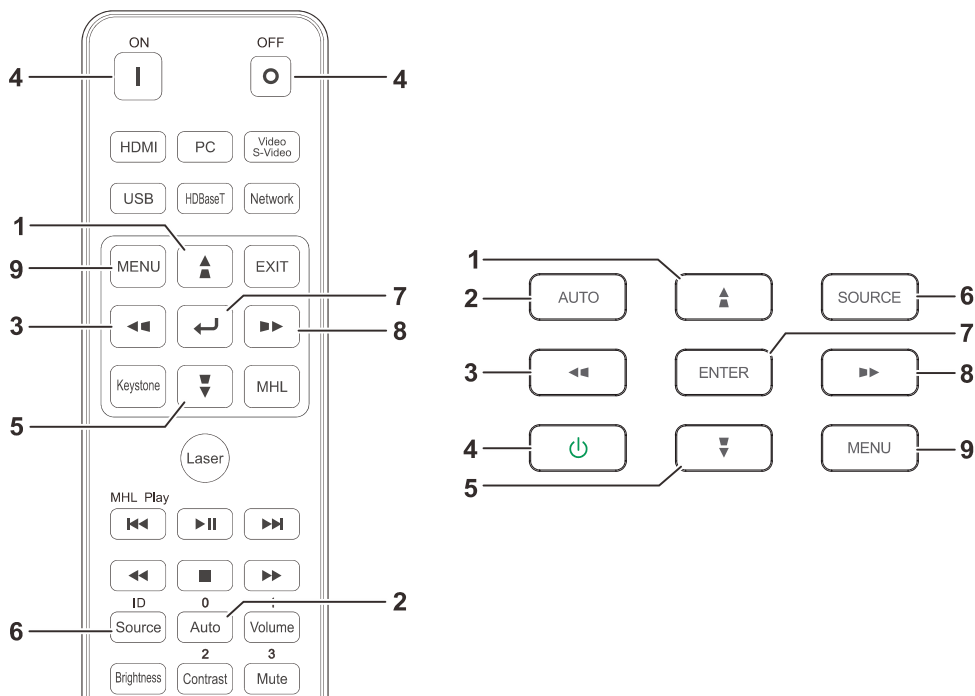 ON OFF
4 4
HDMI PC Video S-Video
USB HDBaseT Network
1
9 MENU EXIT
7
3 8
Keystone MHL
5
Laser
MHL Play
ID 0
2
6 Source Auto Volume
2 3
Brightness Contrast Mute
1
2 AUTO SOURCE 6
7
3 ENTER 8
4 MENU 9
5